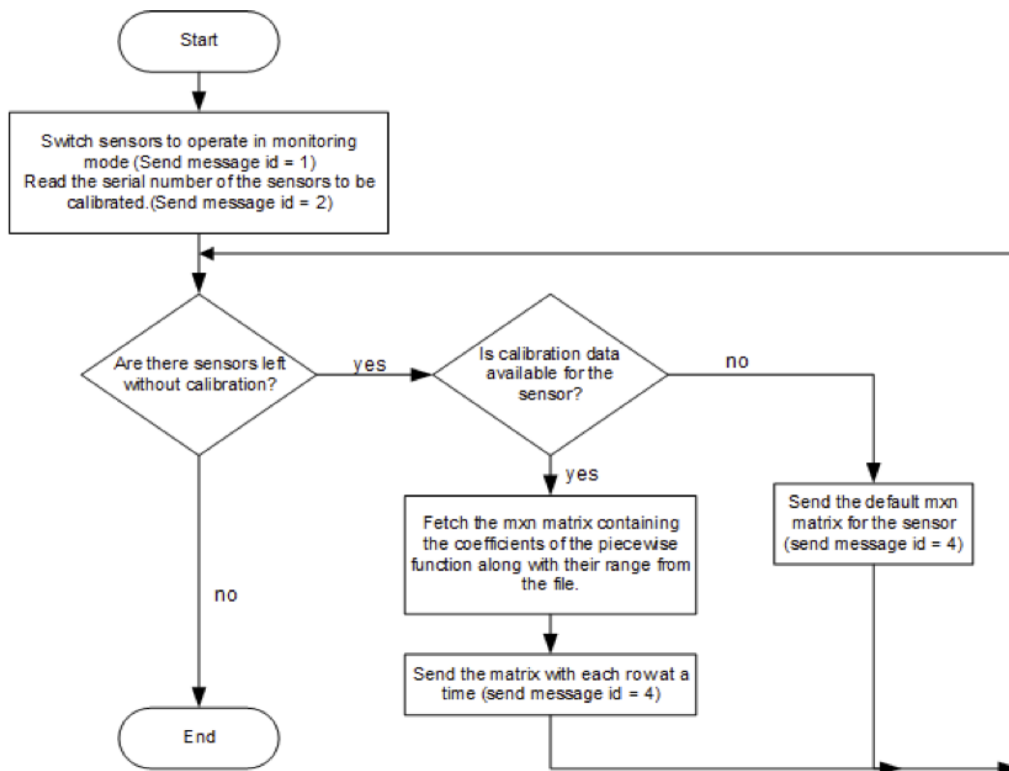 Start
Switch sensors to operate in monitoring
mode (Send message id = 1)
Read the serial number of the sensors to be
calibrated.(Send message id = 2)
Are there sensors left
without calibration?
yes
Is calibration data
available for the
sensor?
no
yes
Fetch the mxn matrix containing
the coefficients of the piecewise
function along with their range from
the file.
Send the default mxn
matrix for the sensor
(send message id = 4)
no
Send the matrix with each row at a
time (send message id = 4)
End